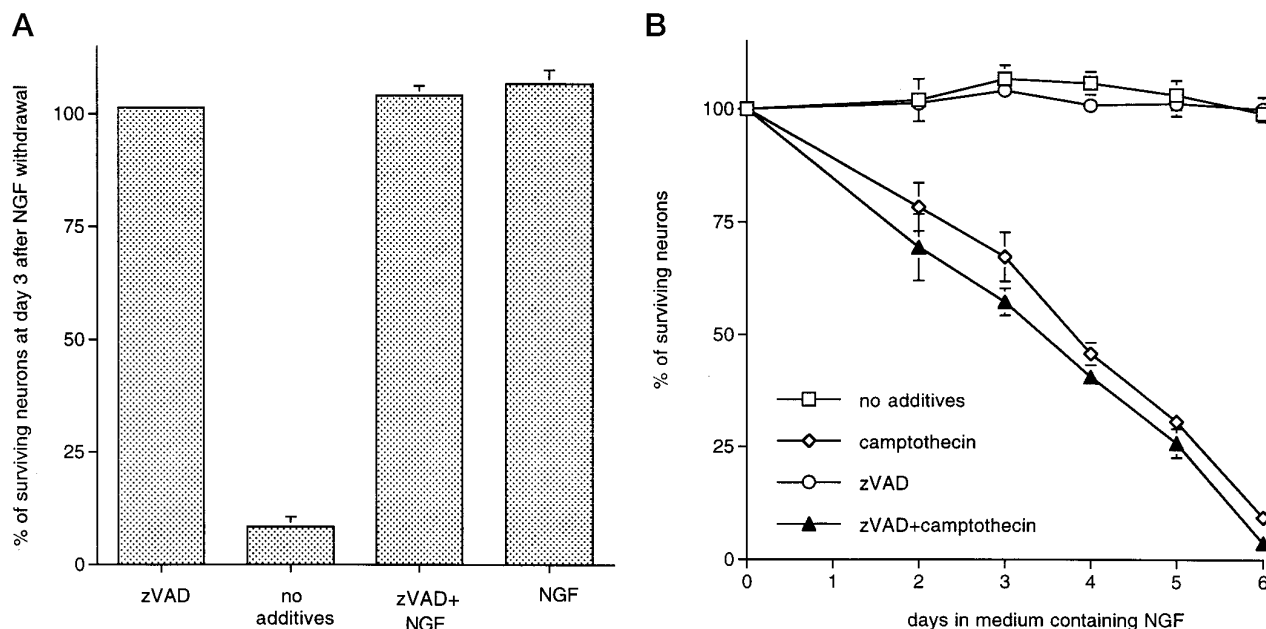 A
% of surviving neurons at day 3 after NGF withdrawal
100
75
50
25
0
zVAD
no
additives
zVAD+
NGF
NGF
B
% of surviving neurons
100
75
50
25
0
no additives
camptothecin
zVAD
zVAD+camptothecin
0
2
3
4
5
6
days in medium containing NGF